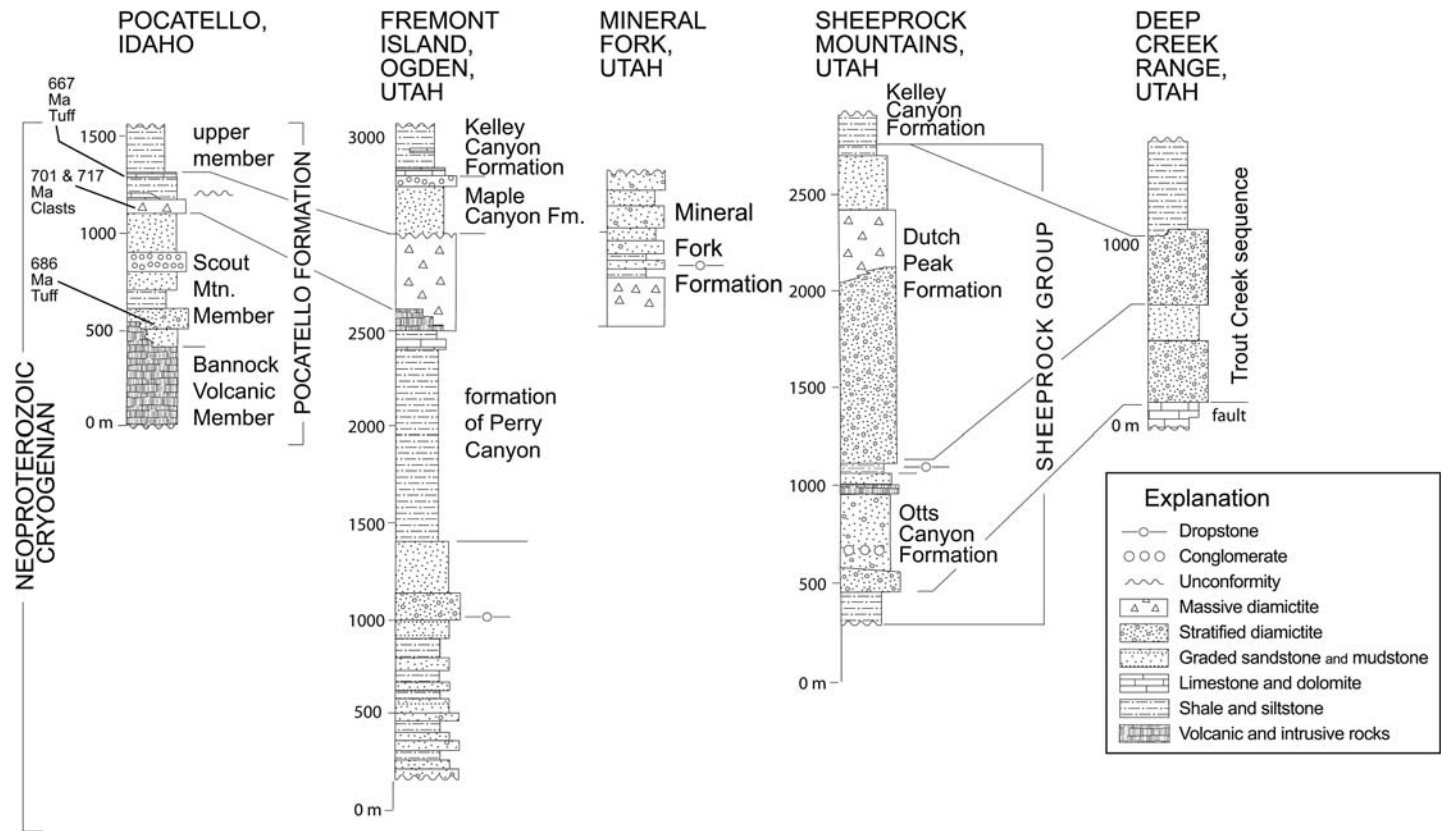 POCATELLO,
IDAHO
667
Ma
Tuff
1500
upper
member
701 & 717
Ma
Clasts
1000
686
Ma
Tuff
Scout
Mtn.
Member
500
Bannock
Volcanic
Member
0 m
POCATELLO FORMATION
NEOPROTEROZOIC
CRYOGENIAN
FREMONT
ISLAND,
OGDEN,
UTAH
3000
Kelley
Canyon
Formation
Maple
Canyon Fm.
2500
formation
of Perry
Canyon
2000
1500
1000
500
0 m
MINERAL
FORK,
UTAH
Mineral
Fork
Formation
SHEEPROCK
MOUNTAINS,
UTAH
Kelley
Canyon
Formation
2500
Dutch
Peak
Formation
2000
1500
1000
Otts
Canyon
Formation
500
0 m
SHEEPROCK GROUP
DEEP
CREEK
RANGE,
UTAH
1000
Trout Creek sequence
fault
0 m
Explanation
Dropstone
Conglomerate
Unconformity
Massive diamictite
Stratified diamictite
Graded sandstone and mudstone
Limestone and dolomite
Shale and siltstone
Volcanic and intrusive rocks